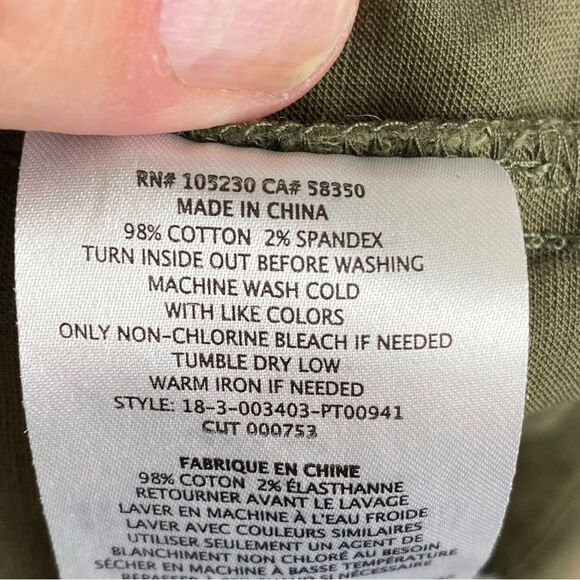 RN# 105230 CA# 58350
MADE IN CHINA
98% COTTON 2% SPANDEX
TURN INSIDE OUT BEFORE WASHING
MACHINE WASH COLD
WITH LIKE COLORS
ONLY NON-CHLORINE BLEACH IF NEEDED
TUMBLE DRY LOW
WARM IRON IF NEEDED
STYLE: 18-3-003403-PT00941
CUT 000753
FABRIQUE EN CHINE
98% COTON 2% ÉLASTHANNE
RETOURNER AVANT LE LAVAGE
LAVER EN MACHINE À L'EAU FROIDE
LAVER AVEC COULEURS SIMILAIRES
UTILISER SEULEMENT UN AGENT DE
BLANCHIMENT NON CHLORÉ AU BESOIN
SÉCHER EN MACHINE À BASSE TEMPÉRATURE